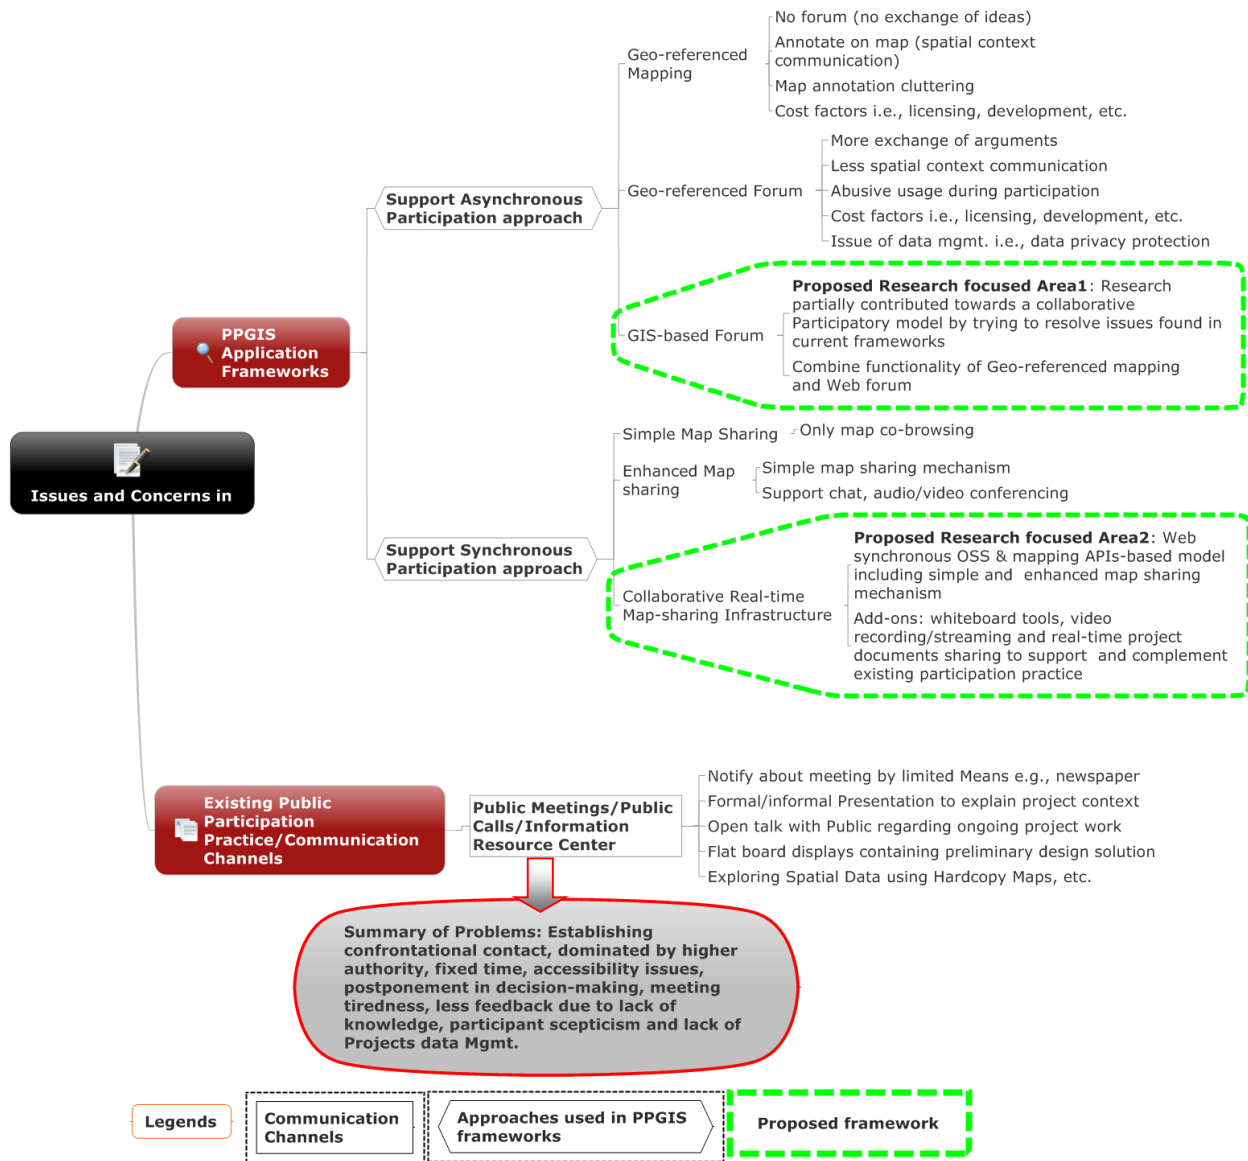 Issues and Concerns in
PPGIS
Application
Frameworks
Support Asynchronous
Participation approach
Geo-referenced
Mapping
No forum (no exchange of ideas)
Annotate on map (spatial context
communication)
Map annotation cluttering
Cost factors i.e., licensing, development, etc.
Geo-referenced Forum
More exchange of arguments
Less spatial context communication
Abusive usage during participation
Cost factors i.e., licensing, development, etc.
Issue of data mgmt. i.e., data privacy protection
GIS-based Forum
Proposed Research focused Area1: Research
partially contributed towards a collaborative
Participatory model by trying to resolve issues found in
current frameworks
Combine functionality of Geo-referenced mapping
and Web forum
Support Synchronous
Participation approach
Simple Map Sharing
Only map co-browsing
Enhanced Map
sharing
Simple map sharing mechanism
Support chat, audio/video conferencing
Collaborative Real-time
Map-sharing Infrastructure
Proposed Research focused Area2: Web
synchronous OSS & mapping APIs-based model
including simple and enhanced map sharing
mechanism
Add-ons: whiteboard tools, video
recording/streaming and real-time project
documents sharing to support and complement
existing participation practice
Existing Public
Participation
Practice/Communication
Channels
Public Meetings/Public
Calls/Information
Resource Center
Notify about meeting by limited Means e.g., newspaper
Formal/informal Presentation to explain project context
Open talk with Public regarding ongoing project work
Flat board displays containing preliminary design solution
Exploring Spatial Data using Hardcopy Maps, etc.
Summary of Problems: Establishing
confrontational contact, dominated by higher
authority, fixed time, accessibility issues,
postponement in decision-making, meeting
tiredness, less feedback due to lack of
knowledge, participant scepticism and lack of
Projects data Mgmt.
Legends
Communication
Channels
Approaches used in PPGIS
frameworks
Proposed framework